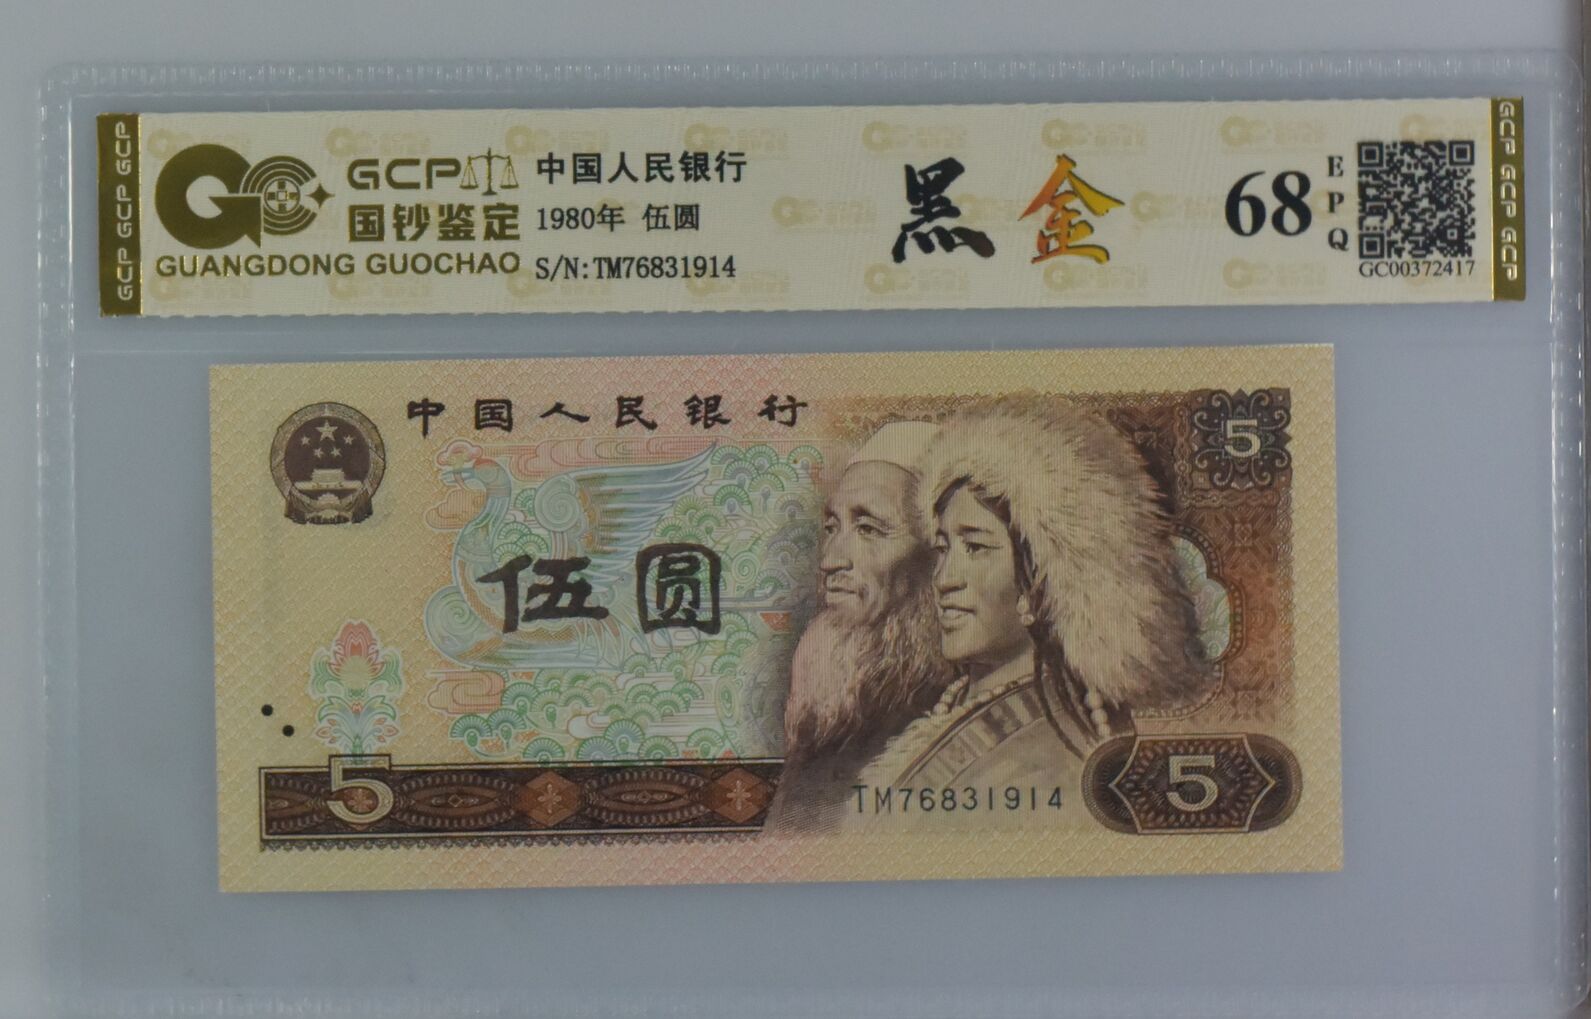 GCP GCP GCP
GCP
国钞鉴定
GUANGDONG GUOCHAO
中国人民银行
1980年 伍圆
S/N:TM76831914
黑金
68
EPQ
GC00372417
GCP GCP GCP
中国人民银行
5
伍圆
5
TM76831914
5